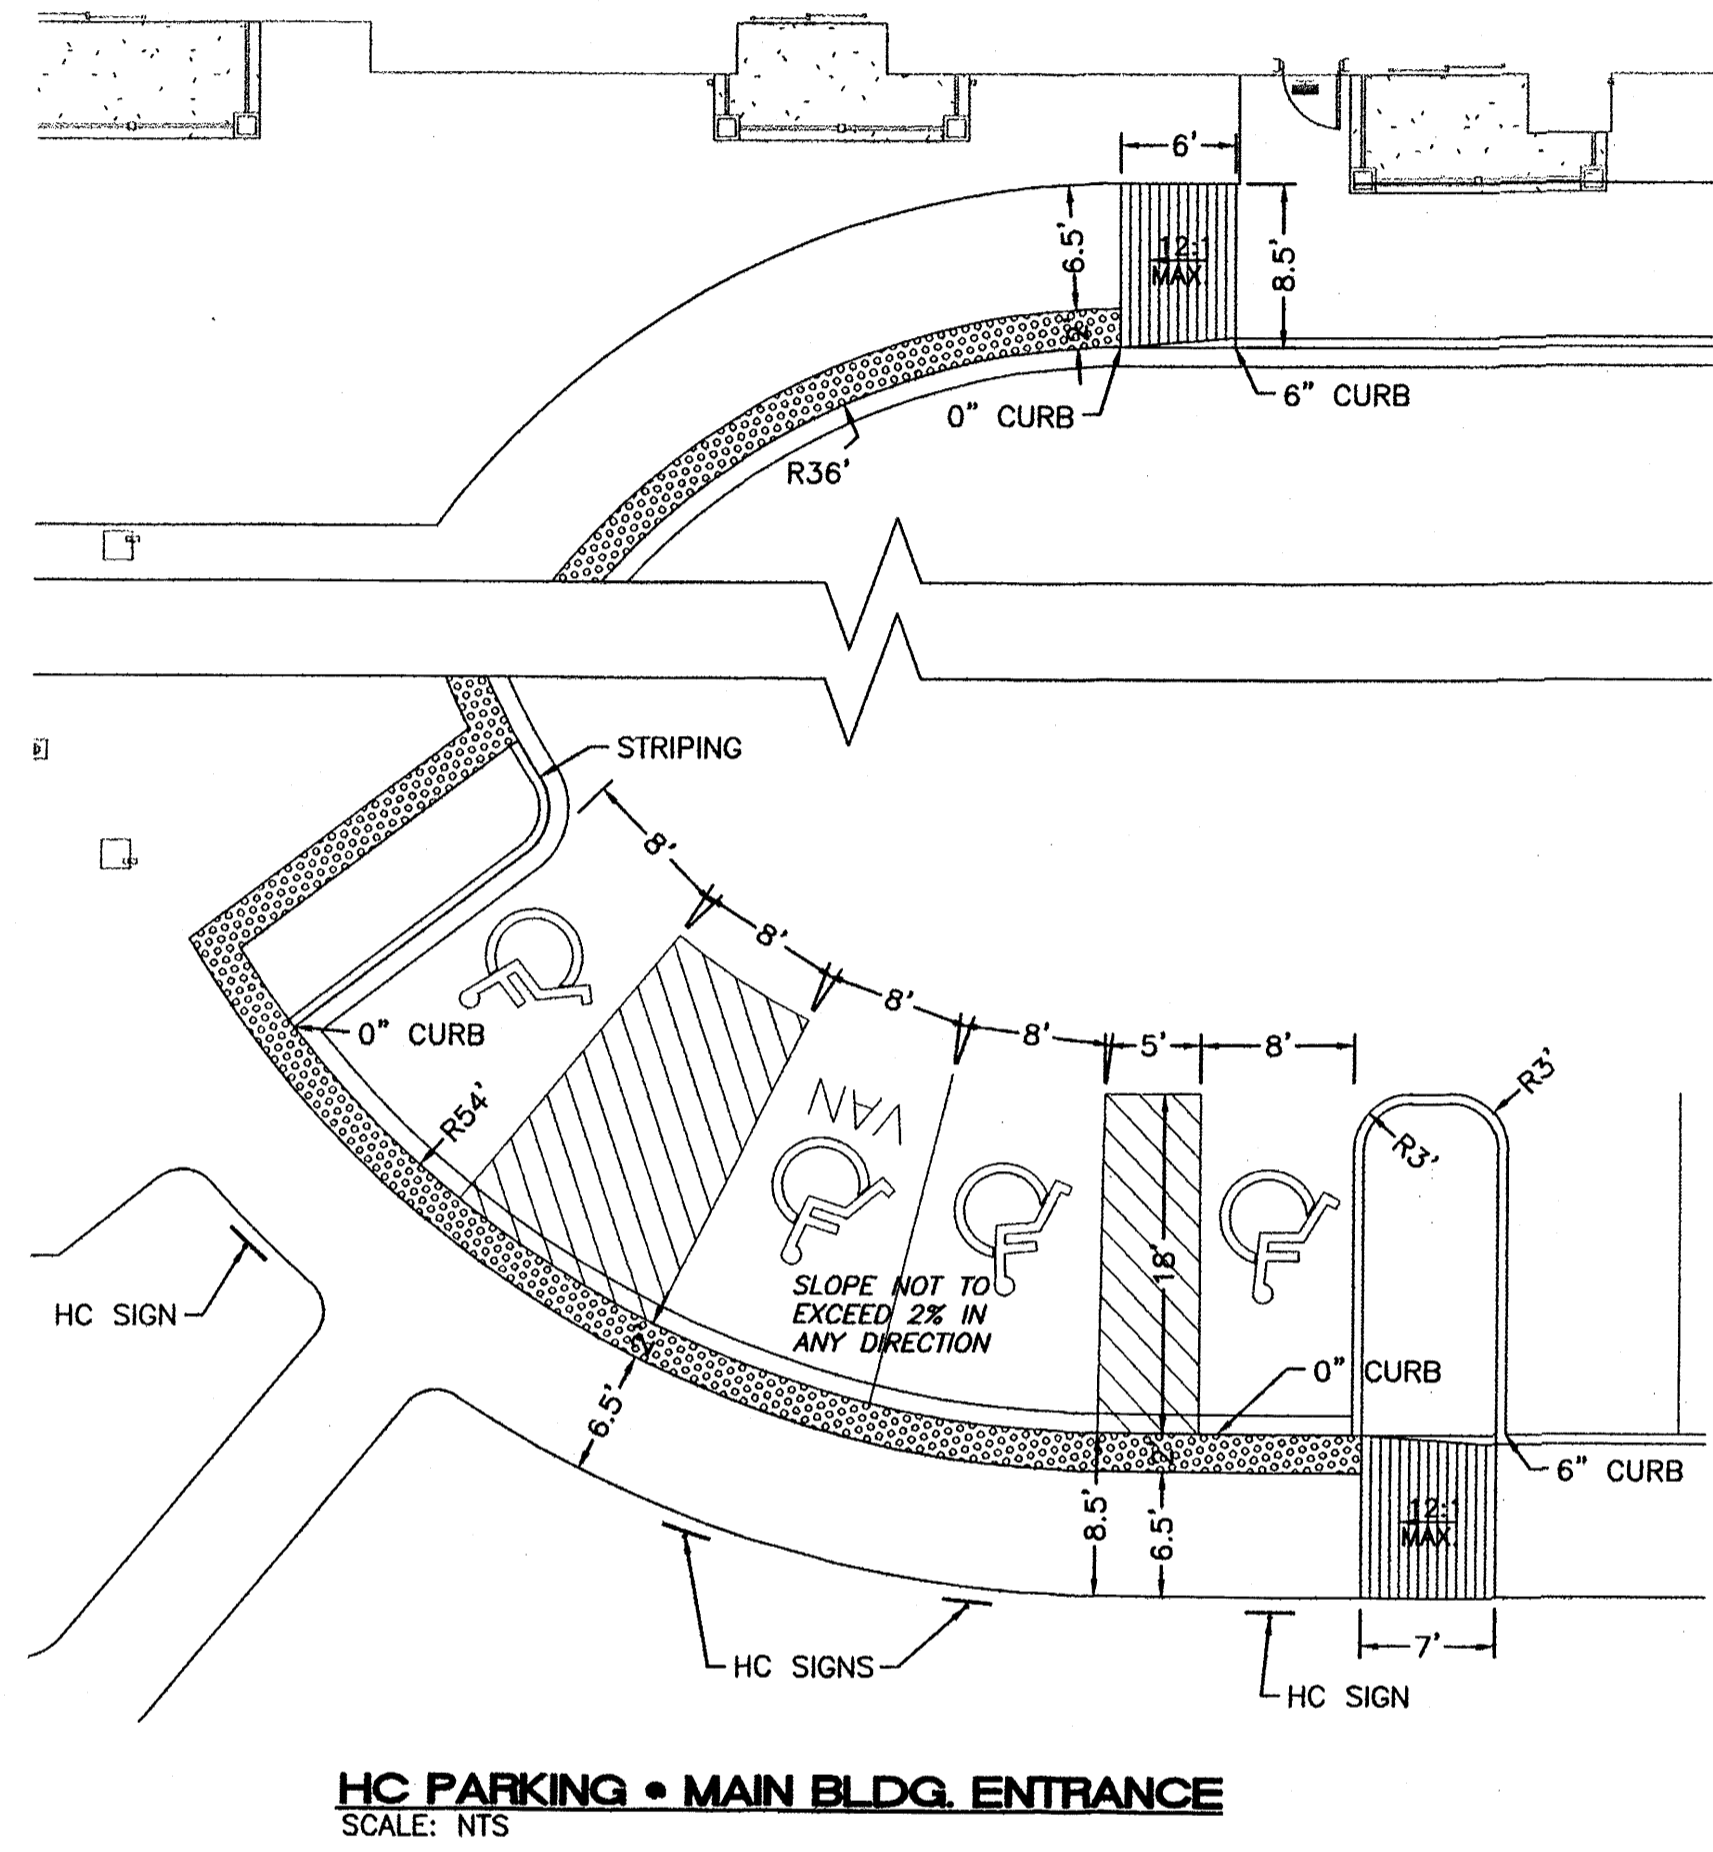 6'
6.5'
12:1
MAX.
8.5'
2'
0" CURB
6" CURB
R36'
STRIPING
8'
8'
8'
8'
5'
8'
0" CURB
R54'
VAN
R3'
R3'
18'
SLOPE NOT TO
EXCEED 2% IN
ANY DIRECTION
HC SIGN
2'
6.5'
0" CURB
2'
8.5'
6.5'
6" CURB
12:1
MAX.
7'
HC SIGNS
HC SIGN
HC PARKING • MAIN BLDG. ENTRANCE
SCALE: NTS